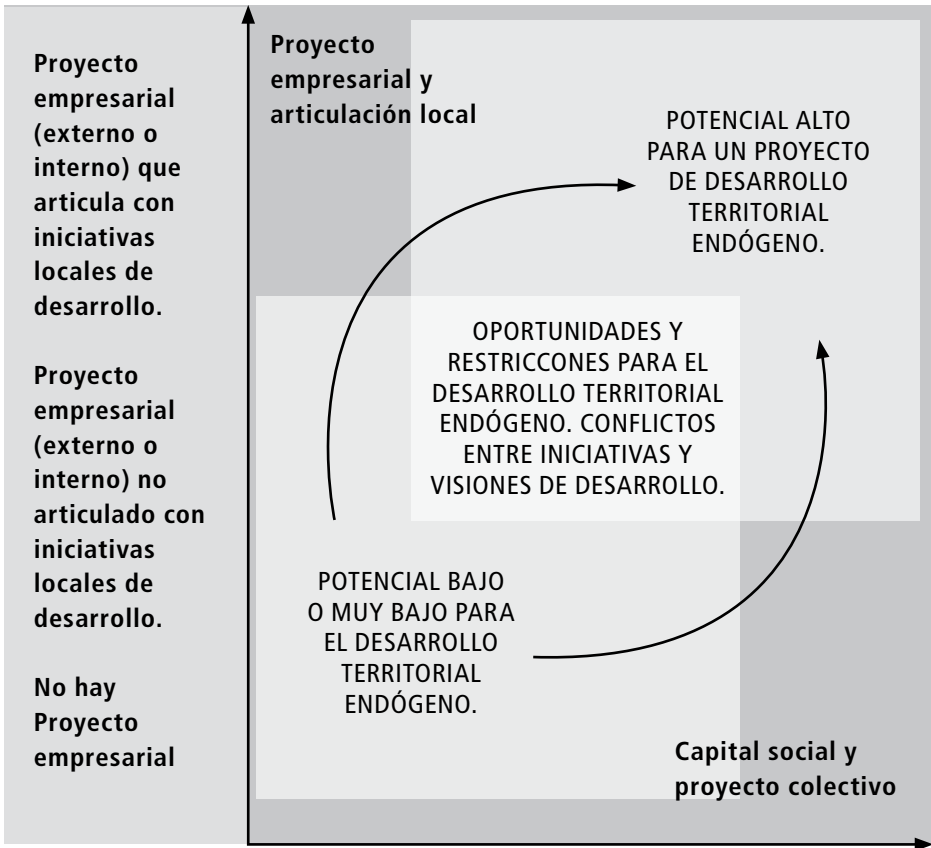 Proyecto
empresarial
(externo o
interno) que
articula con
iniciativas
locales de
desarrollo.
Proyecto
empresarial
(externo o
interno) no
articulado con
iniciativas
locales de
desarrollo.
No hay
Proyecto
empresarial
Proyecto
empresarial y
articulación local
POTENCIAL ALTO
PARA UN PROYECTO
DE DESARROLLO
TERRITORIAL
ENDÓGENO.
OPORTUNIDADES Y
RESTRICCONES PARA EL
DESARROLLO TERRITORIAL
ENDÓGENO. CONFLICTOS
ENTRE INICIATIVAS Y
VISIONES DE DESARROLLO.
POTENCIAL BAJO
O MUY BAJO PARA
EL DESARROLLO
TERRITORIAL
ENDÓGENO.
Capital social y
proyecto colectivo